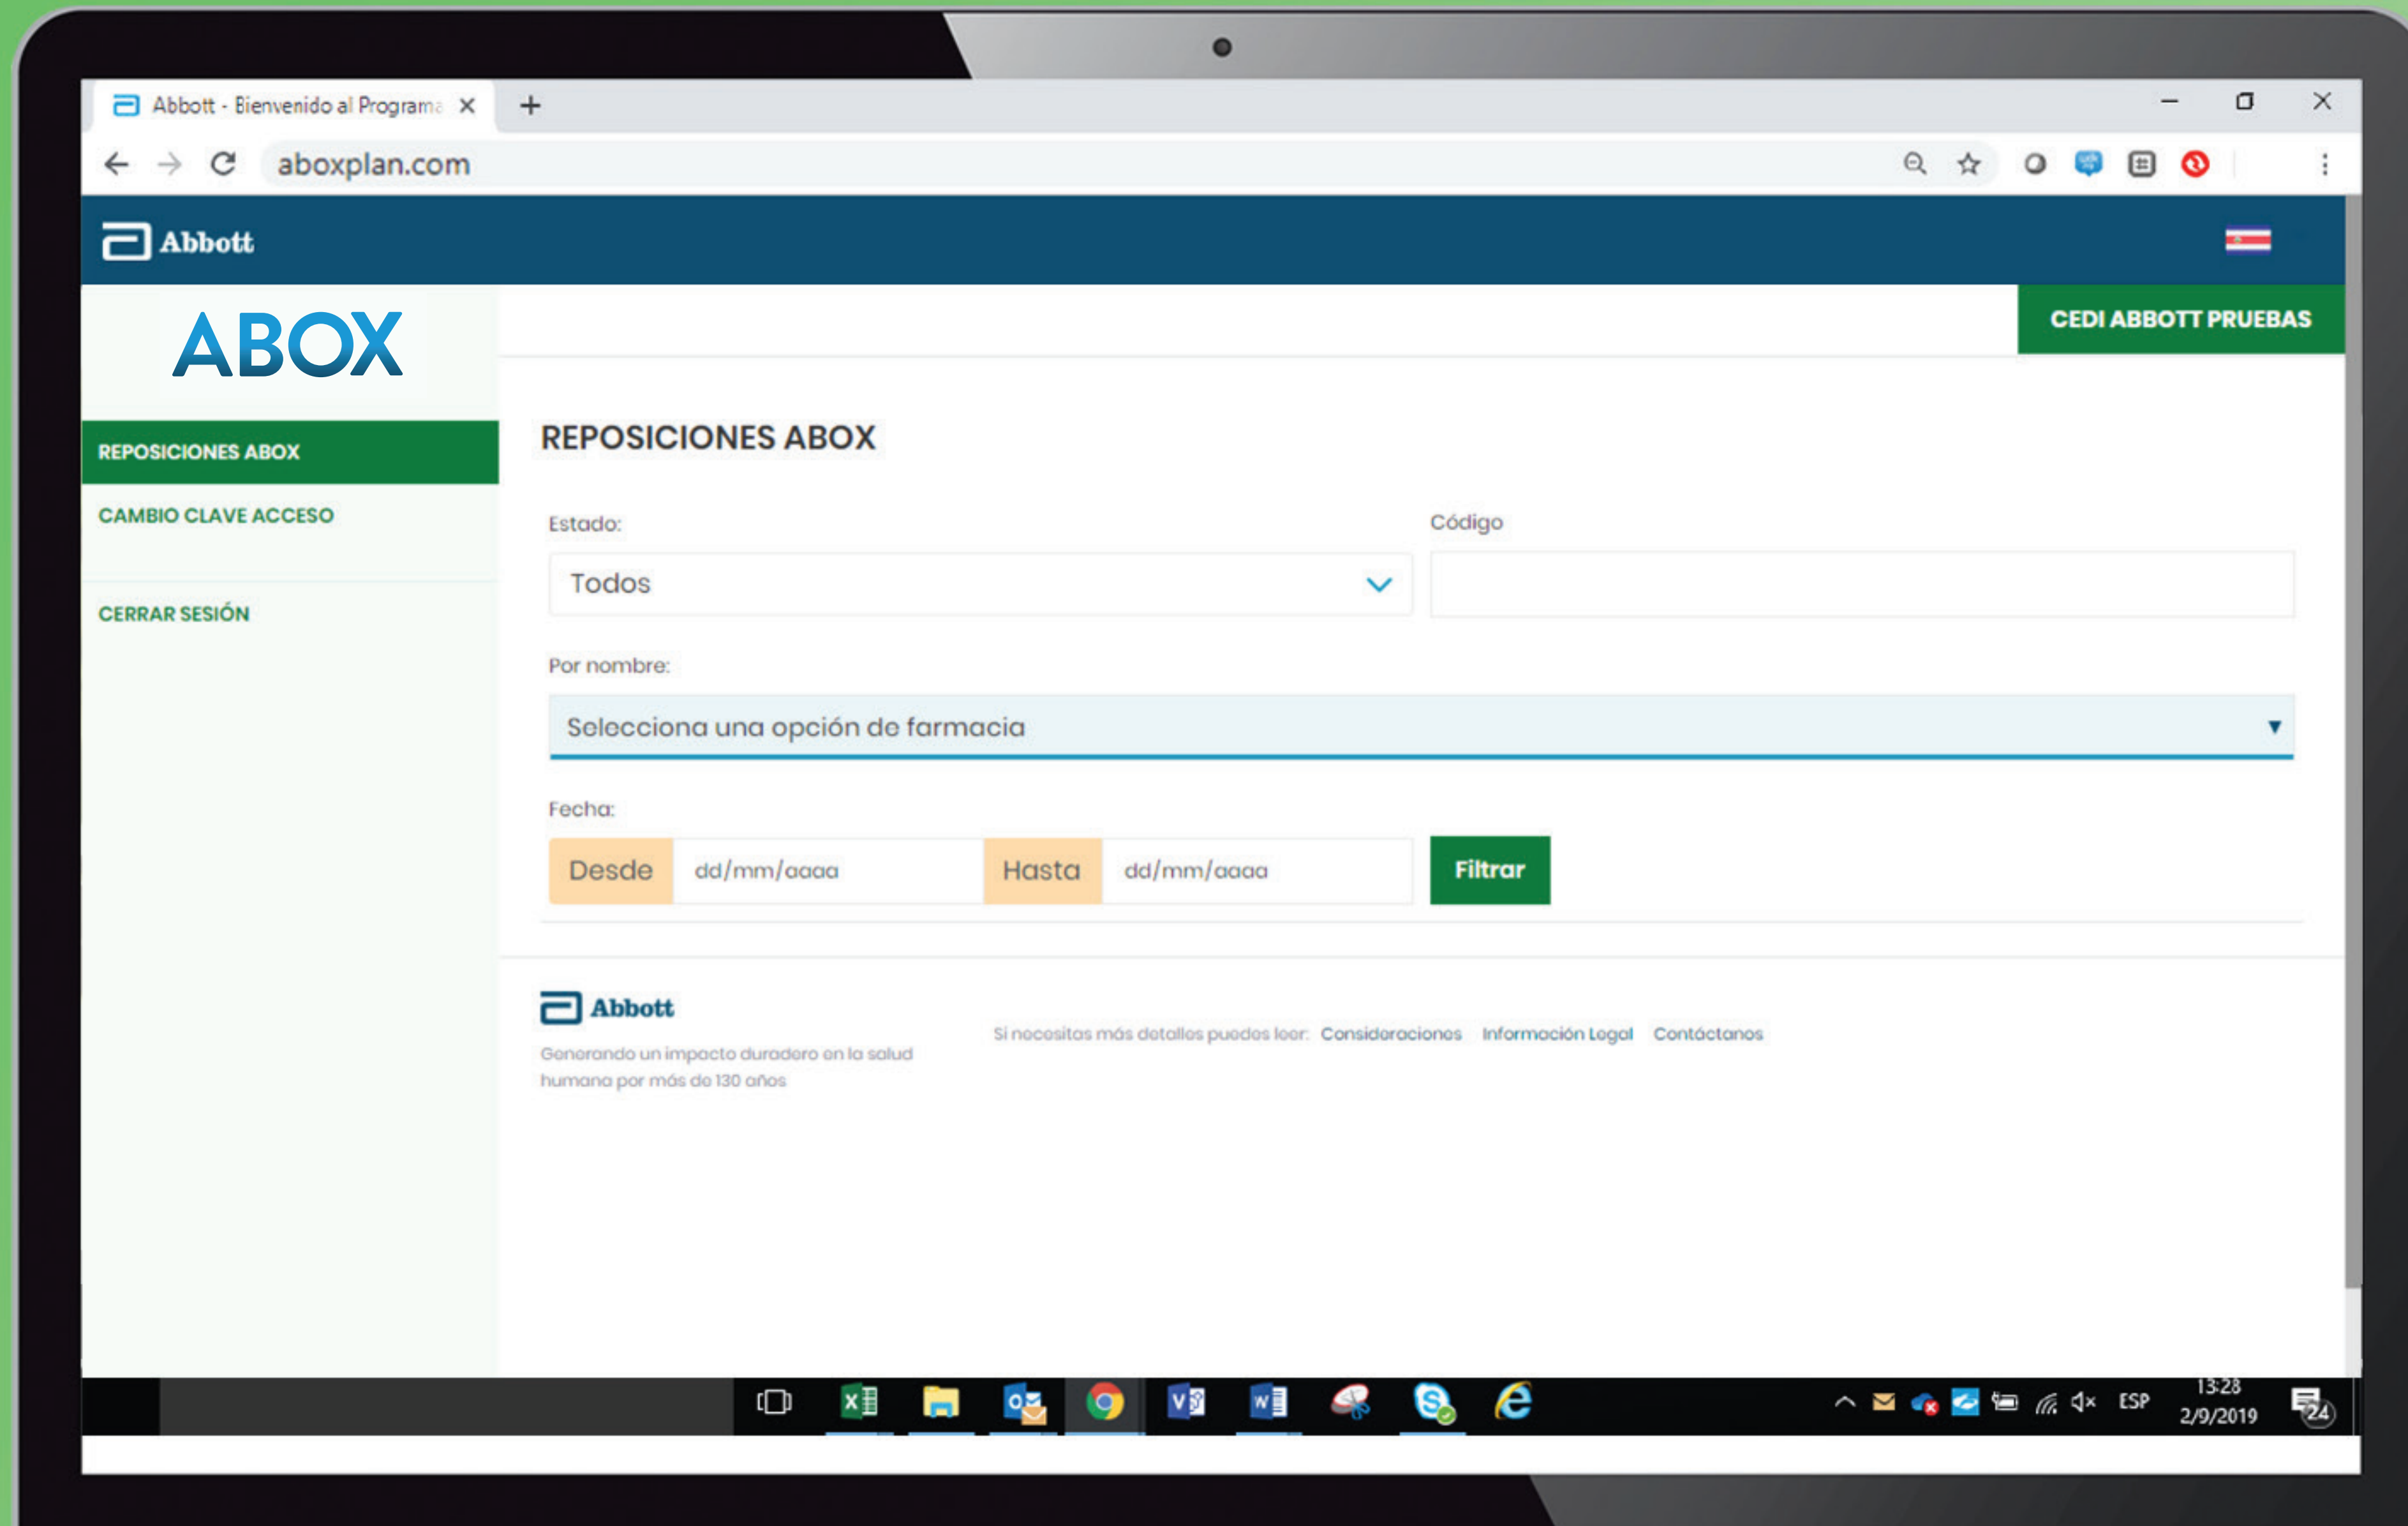 Abbott - Bienvenido al Programa
aboxplan.com
Abbott
ABOX
CEDI ABBOTT PRUEBAS
REPOSICIONES ABOX
CAMBIO CLAVE ACCESO
CERRAR SESIÓN
REPOSICIONES ABOX
Estado:
Código
Todos
Por nombre:
Selecciona una opción de farmacia
Fecha:
Desde dd/mm/aaaa Hasta dd/mm/aaaa Filtrar
Abbott
Generando un impacto duradero en la salud
humana por más de 130 años
Si necesitas más detalles puedes leer: Consideraciones Información Legal Contáctanos
ESP
13:28
2/9/2019
24